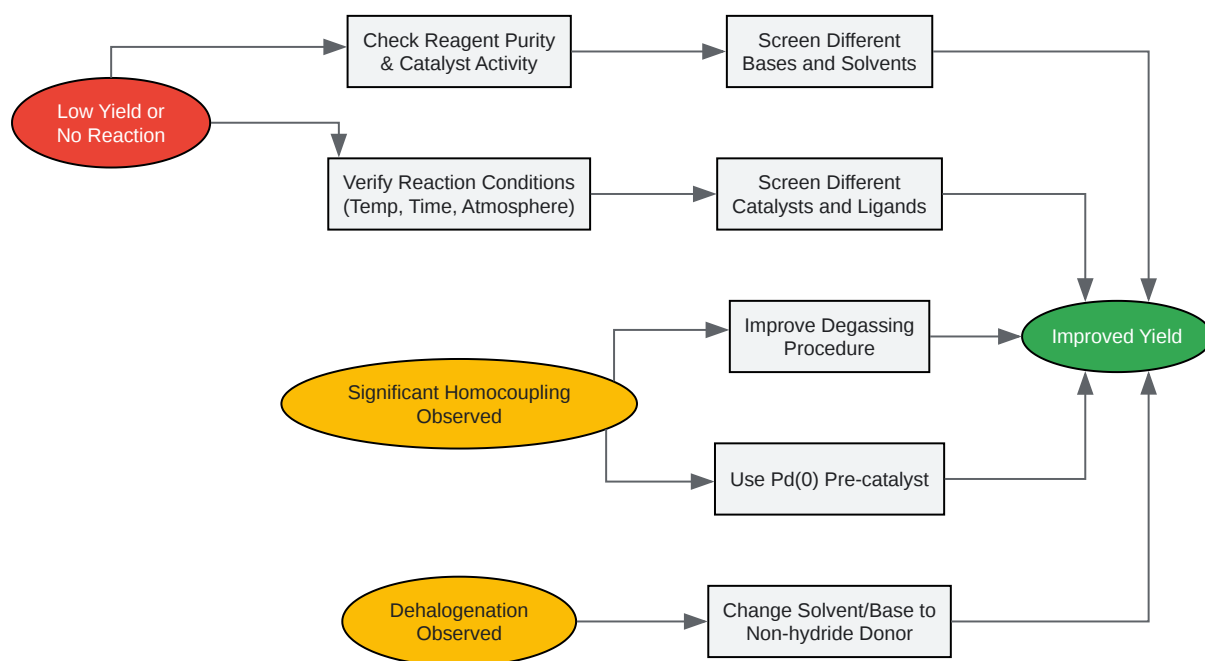 Check Reagent Purity
& Catalyst Activity
Screen Different
Bases and Solvents
Low Yield or
No Reaction
Verify Reaction Conditions
(Temp, Time, Atmosphere)
Screen Different
Catalysts and Ligands
Improve Degassing
Procedure
Improved Yield
Significant Homocoupling
Observed
Use Pd(0) Pre-catalyst
Dehalogenation
Observed
Change Solvent/Base to
Non-hydride Donor